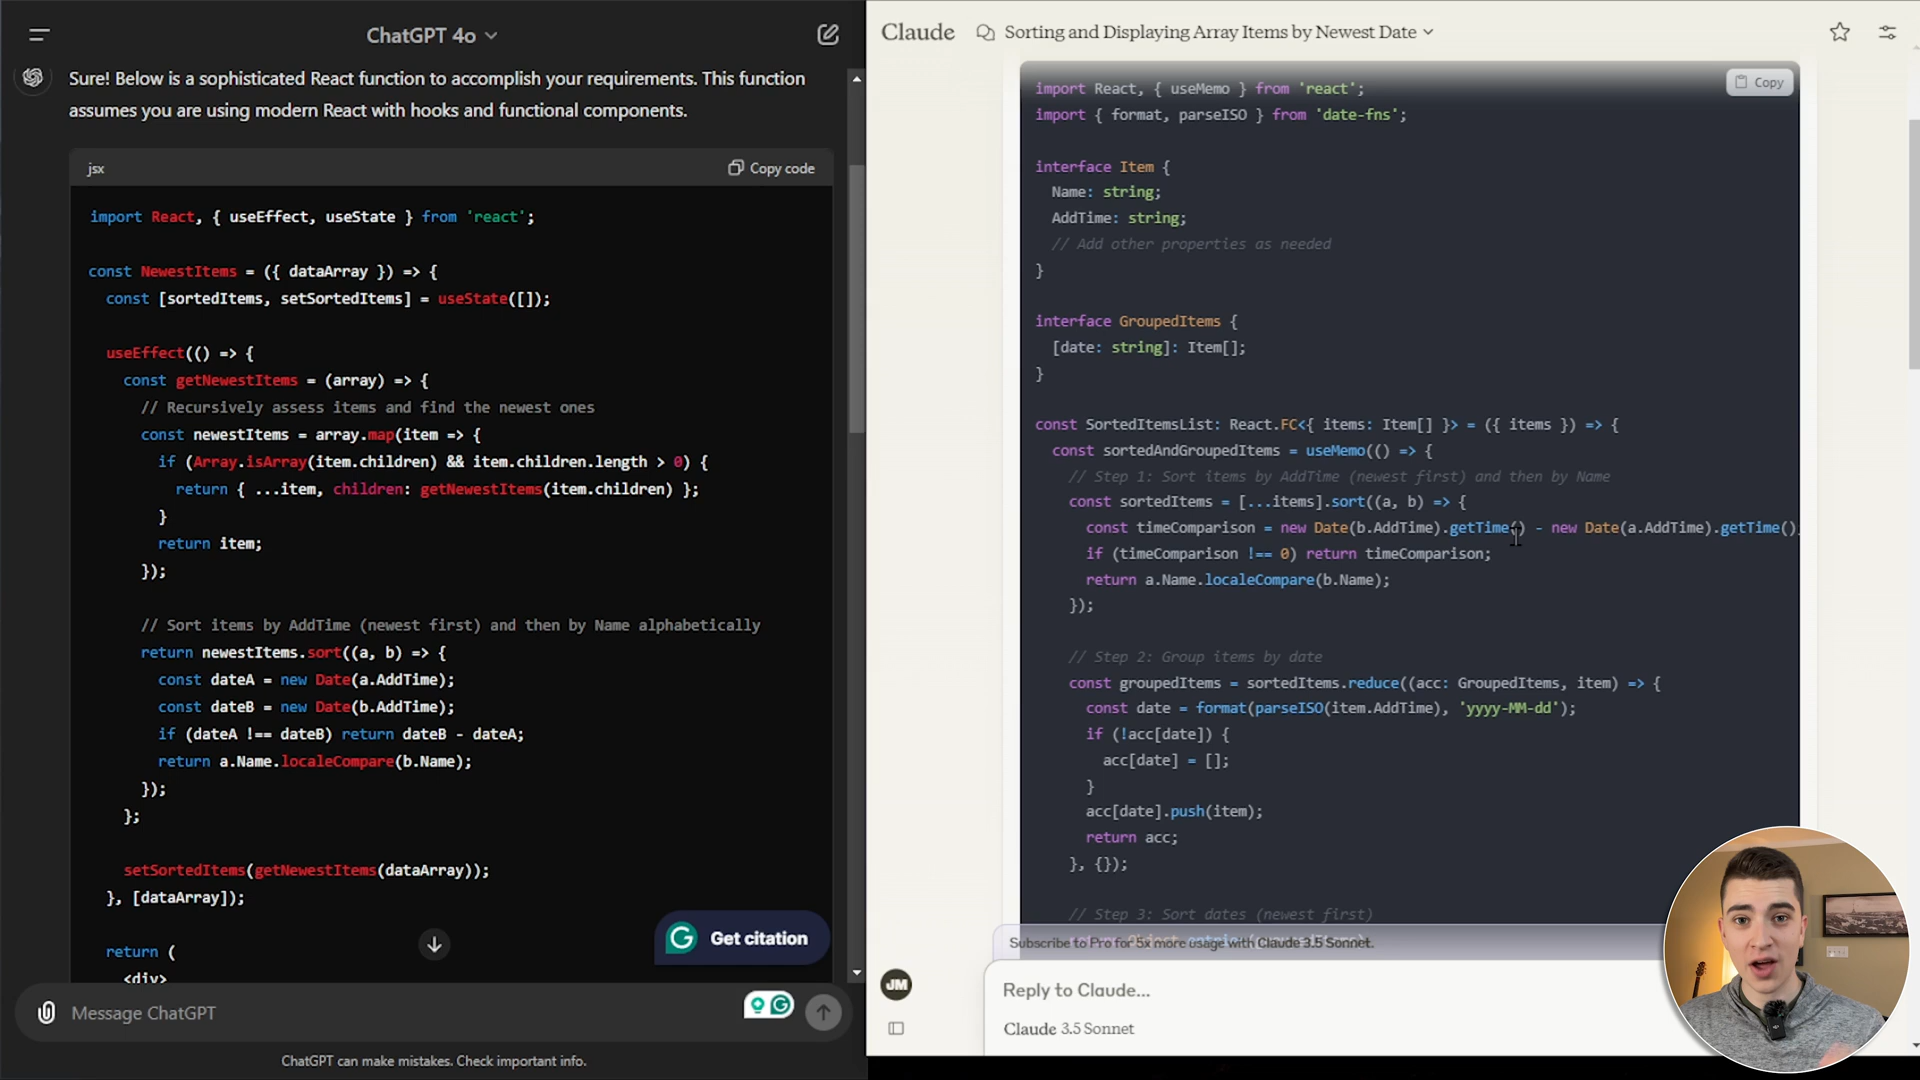 ChatGPT 4o
Sure! Below is a sophisticated React function to accomplish your requirements. This function
assumes you are using modern React with hooks and functional components.
jsx
Copy code
import React, { useEffect, useState } from 'react';
const NewestItems = ({ dataArray }) => {
const [sortedItems, setSortedItems] = useState([]);
useEffect(() => {
const getNewestItems = (array) => {
// Recursively assess items and find the newest ones
const newestItems = array.map(item => {
if (Array.isArray(item.children) && item.children.length > 0) {
return { ...item, children: getNewestItems(item.children) };
}
return item;
});
// Sort items by AddTime (newest first) and then by Name alphabetically
return newestItems.sort((a, b) => {
const dateA = new Date(a.AddTime);
const dateB = new Date(b.AddTime);
if (dateA !== dateB) return dateB - dateA;
return a.Name.localeCompare(b.Name);
});
};
setSortedItems(getNewestItems(dataArray));
}, [dataArray]);
return (
<div>
Get citation
Message ChatGPT
ChatGPT can make mistakes. Check important info.
Claude
Sorting and Displaying Array Items by Newest Date
Copy
import React, { useMemo } from 'react';
import { format, parseISO } from 'date-fns';
interface Item {
Name: string;
AddTime: string;
// Add other properties as needed
}
interface GroupedItems {
[date: string]: Item[];
}
const SortedItemsList: React.FC<{ items: Item[] }> = ({ items }) => {
const sortedAndGroupedItems = useMemo(() => {
// Step 1: Sort items by AddTime (newest first) and then by Name
const sortedItems = [...items].sort((a, b) => {
const timeComparison = new Date(b.AddTime).getTime() - new Date(a.AddTime).getTime()
if (timeComparison !== 0) return timeComparison;
return a.Name.localeCompare(b.Name);
});
// Step 2: Group items by date
const groupedItems = sortedItems.reduce((acc: GroupedItems, item) => {
const date = format(parseISO(item.AddTime), 'yyyy-MM-dd');
if (!acc[date]) {
acc[date] = [];
}
acc[date].push(item);
return acc;
}, {});
// Step 3: Sort dates (newest first)
Subscribe to Pro for 5x more usage with Claude 3.5 Sonnet.
JM
Reply to Claude...
Claude 3.5 Sonnet